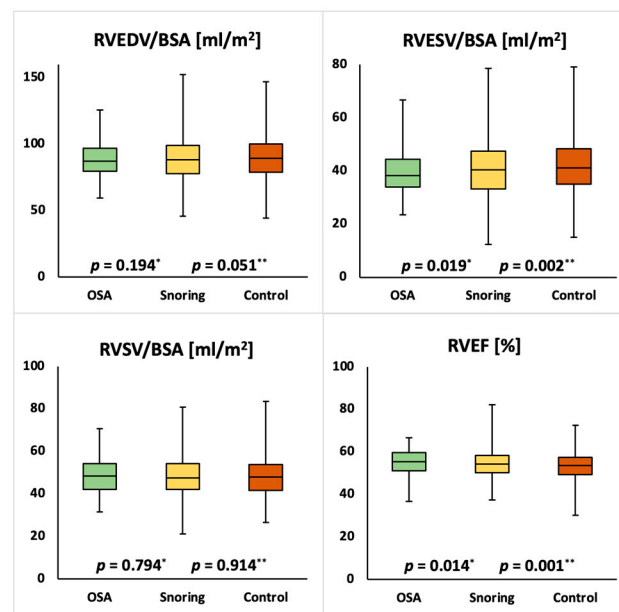 RVEDV/BSA [ml/m²]
150
100
50
0
p = 0.194* p = 0.051**
OSA Snoring Control
RVESV/BSA [ml/m²]
80
60
40
20
0
p = 0.019* p = 0.002**
OSA Snoring Control
RVSV/BSA [ml/m²]
100
80
60
40
20
0
p = 0.794* p = 0.914**
OSA Snoring Control
RVEF [%]
100
80
60
40
20
0
p = 0.014* p = 0.001**
OSA Snoring Control